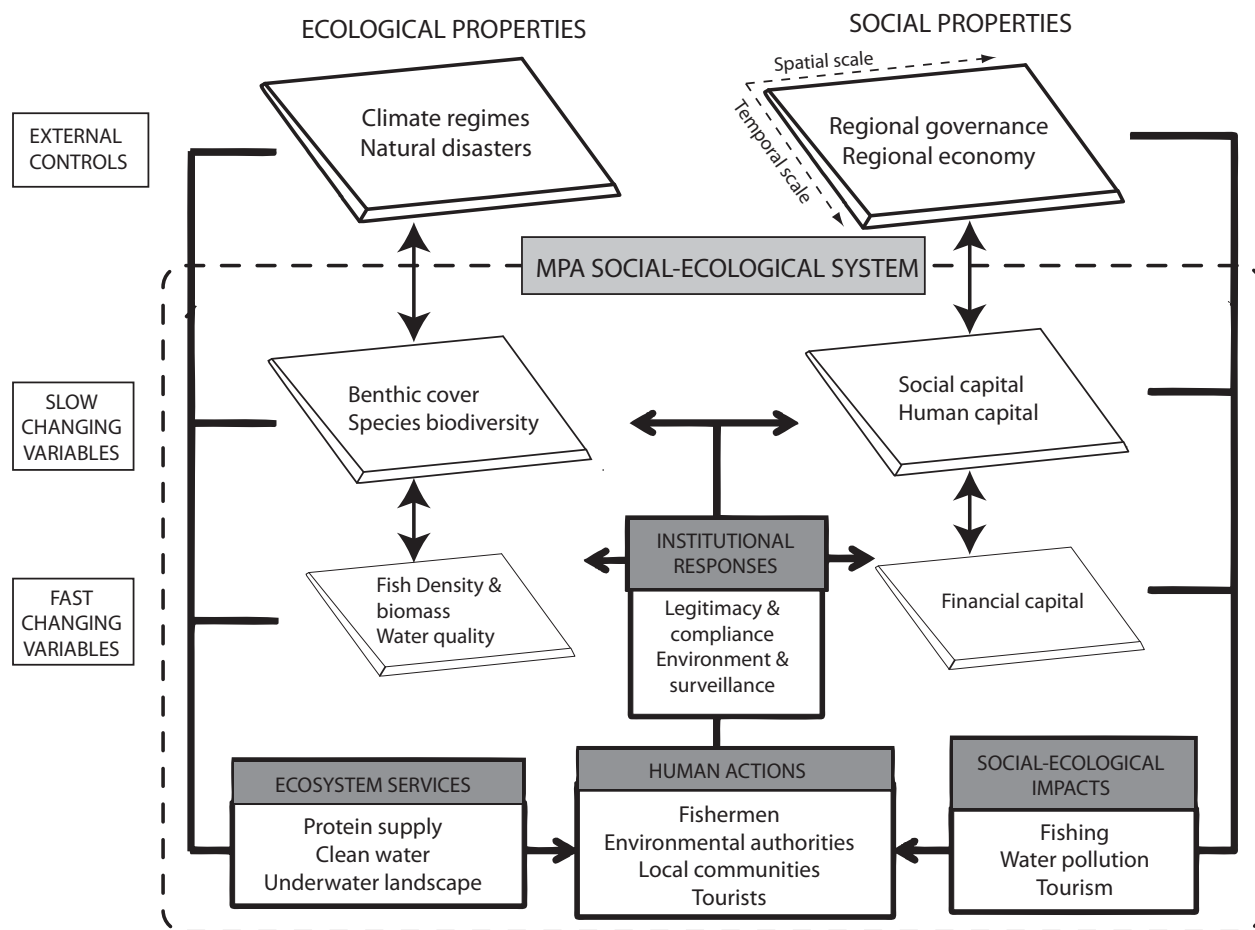 ECOLOGICAL PROPERTIES
SOCIAL PROPERTIES
Spatial scale
Temporal scale
EXTERNAL
CONTROLS
Climate regimes
Natural disasters
Regional governance
Regional economy
MPA SOCIAL-ECOLOGICAL SYSTEM
SLOW
CHANGING
VARIABLES
Benthic cover
Species biodiversity
Social capital
Human capital
FAST
CHANGING
VARIABLES
Fish Density &
biomass
Water quality
INSTITUTIONAL
RESPONSES
Legitimacy &
compliance
Environment &
surveillance
Financial capital
ECOSYSTEM SERVICES
Protein supply
Clean water
Underwater landscape
HUMAN ACTIONS
Fishermen
Environmental authorities
Local communities
Tourists
SOCIAL-ECOLOGICAL
IMPACTS
Fishing
Water pollution
Tourism